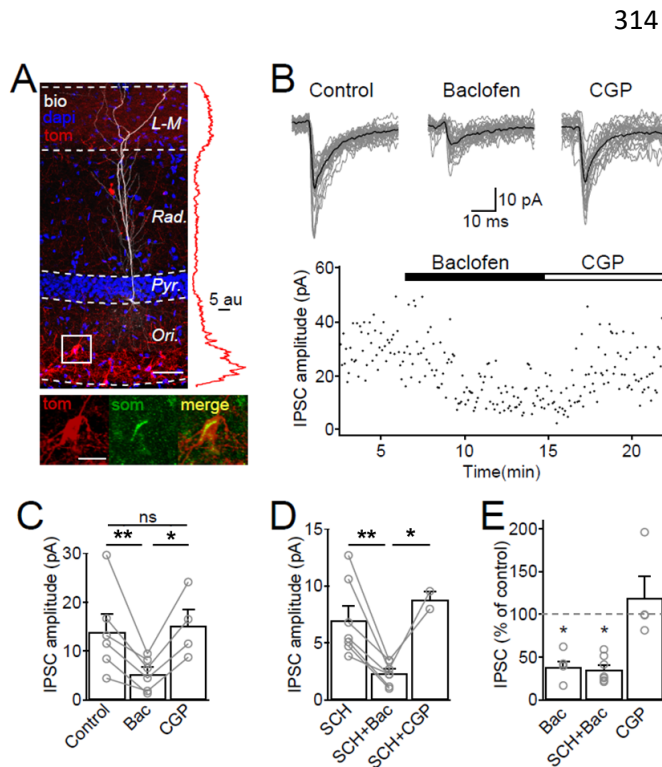 314
A
bio
dapi
tom
L-M
Rad.
Pyr.
Ori.
5 au
tom
som
merge
B
Control
Baclofen
CGP
10 pA
10 ms
Baclofen
CGP
IPSC amplitude (pA)
60
40
20
0
5
10
15
20
Time(min)
C
ns
**
*
IPSC amplitude (pA)
30
20
10
0
Control
Bac
CGP
D
**
*
IPSC amplitude (pA)
15
10
5
0
SCH
SCH+Bac
SCH+CGP
E
IPSC (% of control)
200
150
100
50
0
*
*
Bac
SCH+Bac
CGP